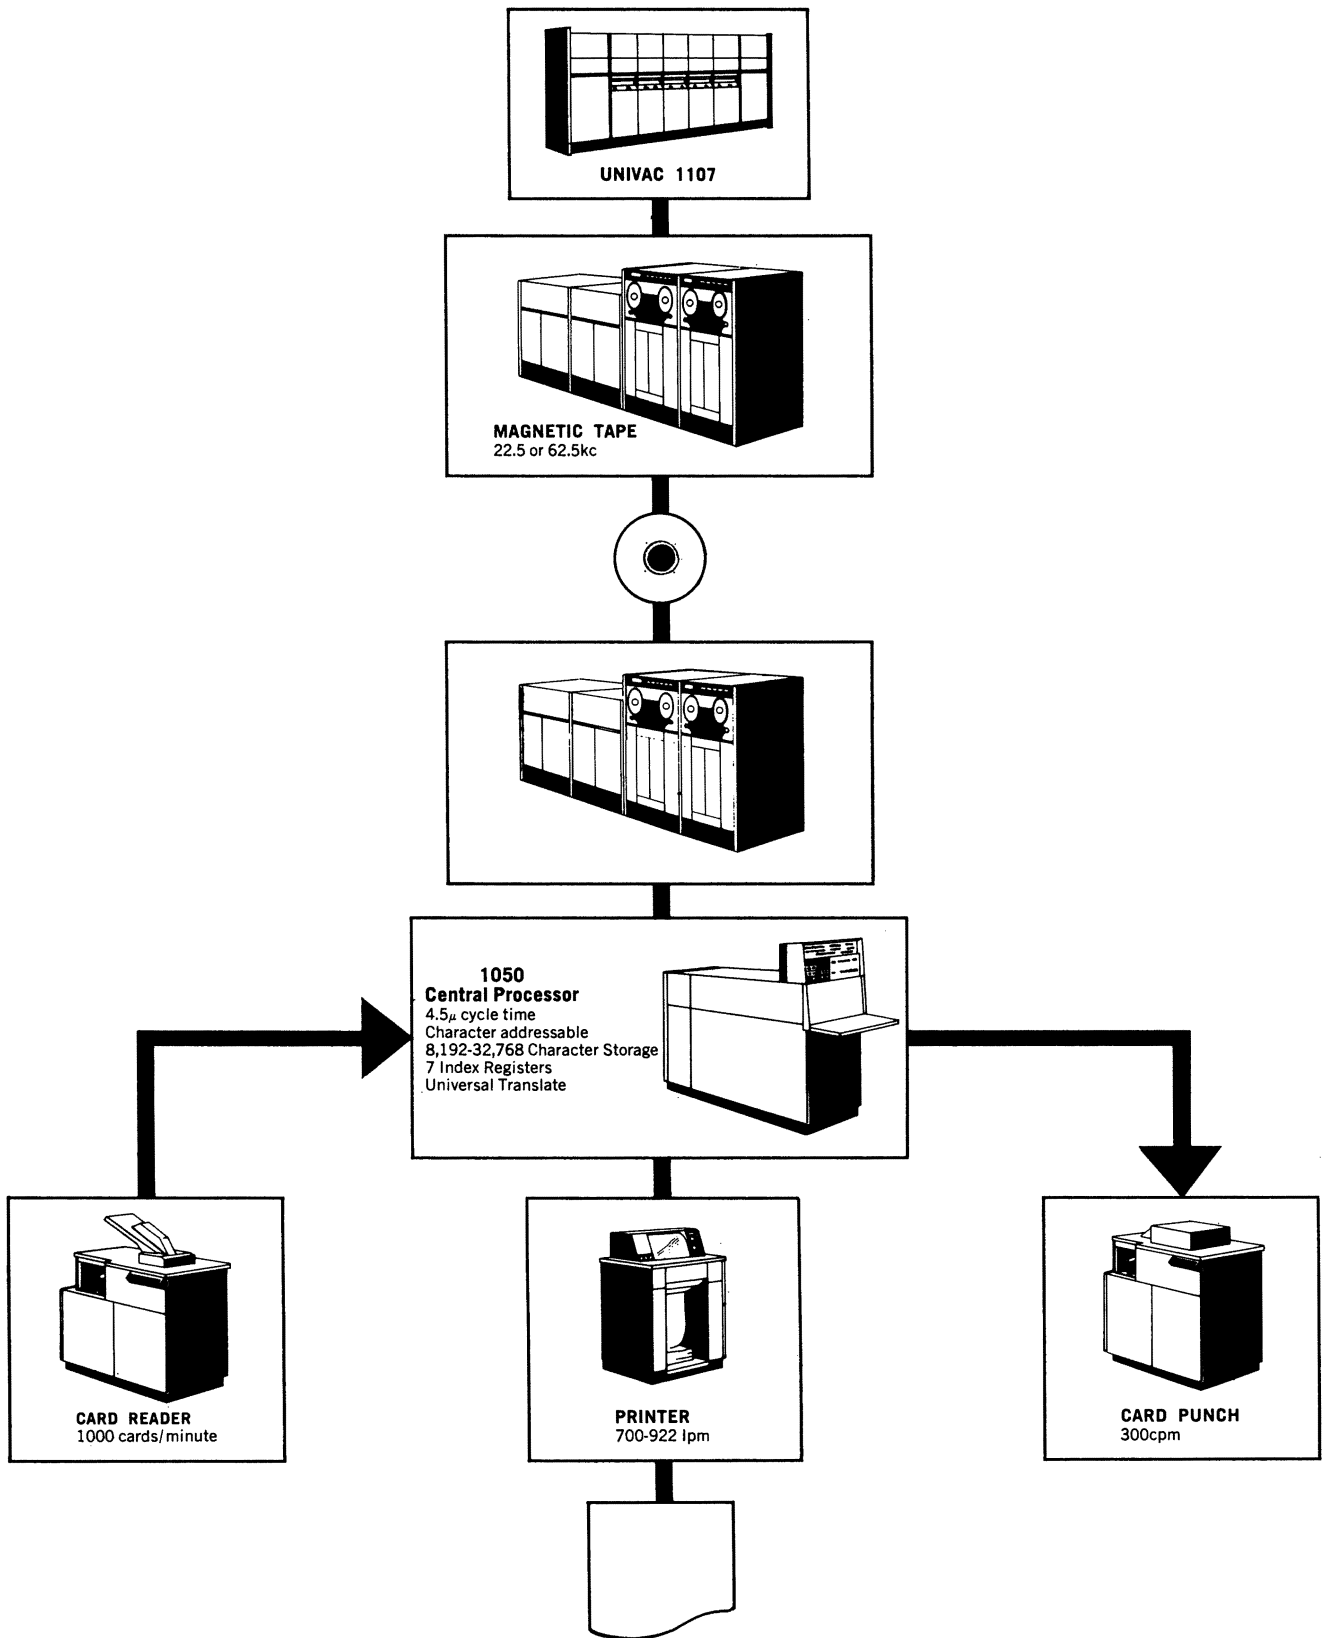 UNIVAC 1107
MAGNETIC TAPE
22.5 or 62.5kc
1050
Central Processor
4.5μ cycle time
Character addressable
8,192-32,768 Character Storage
7 Index Registers
Universal Translate
CARD READER
1000 cards/minute
PRINTER
700-922 lpm
CARD PUNCH
300cpm